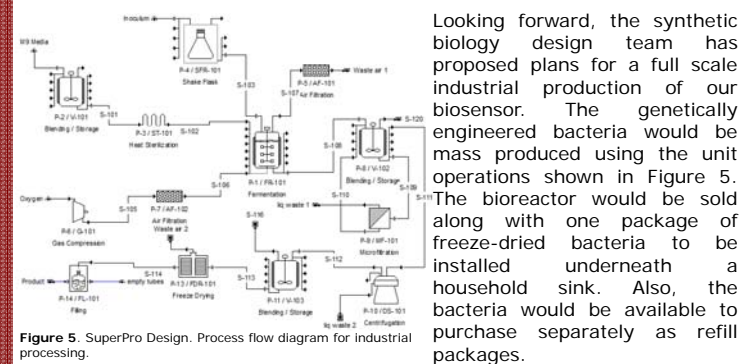 Inoculum
M9 Media
P-4 / SFR-101
Shake Flask
S-103
P-5 / AF-101
Air Filtration
Waste air 1
S-107
P-2 / V-101
Blending / Storage
S-101
P-3 / ST-101
Heat Sterilization
S-102
S-108
S-120
P-1 / FR-101
Fermentation
P-8 / V-102
Blending / Storage
S-106
S-110
S-109
S-111
Oxygen
S-105
P-7 / AF-102
Air Filtration
P-6 / G-101
Gas Compression
Waste air 2
S-116
liq waste 1
P-9 / MF-101
Microfiltration
S-112
Product
S-114
empty tubes
P-14 / FL-101
Filling
P-13 / FDR-101
Freeze Drying
S-113
P-11 / V-103
Blending / Storage
liq waste 2
P-10 / DS-101
Centrifugation
Figure 5. SuperPro Design. Process flow diagram for industrial
processing.
Looking forward, the synthetic
biology design team has
proposed plans for a full scale
industrial production of our
biosensor. The genetically
engineered bacteria would be
mass produced using the unit
operations shown in Figure 5.
The bioreactor would be sold
along with one package of
freeze-dried bacteria to be
installed underneath a
household sink. Also, the
bacteria would be available to
purchase separately as refill
packages.